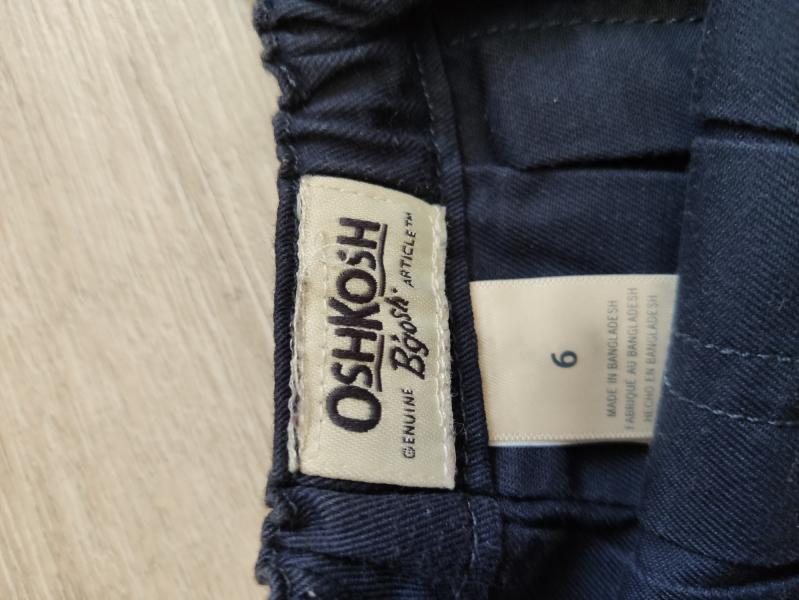 OSHKOSH
GENUINE B'gosh ARTICLE™
6
MADE IN BANGLADESH
FABRIQUÉ AU BANGLADESH
HECHO EN BANGLADESH